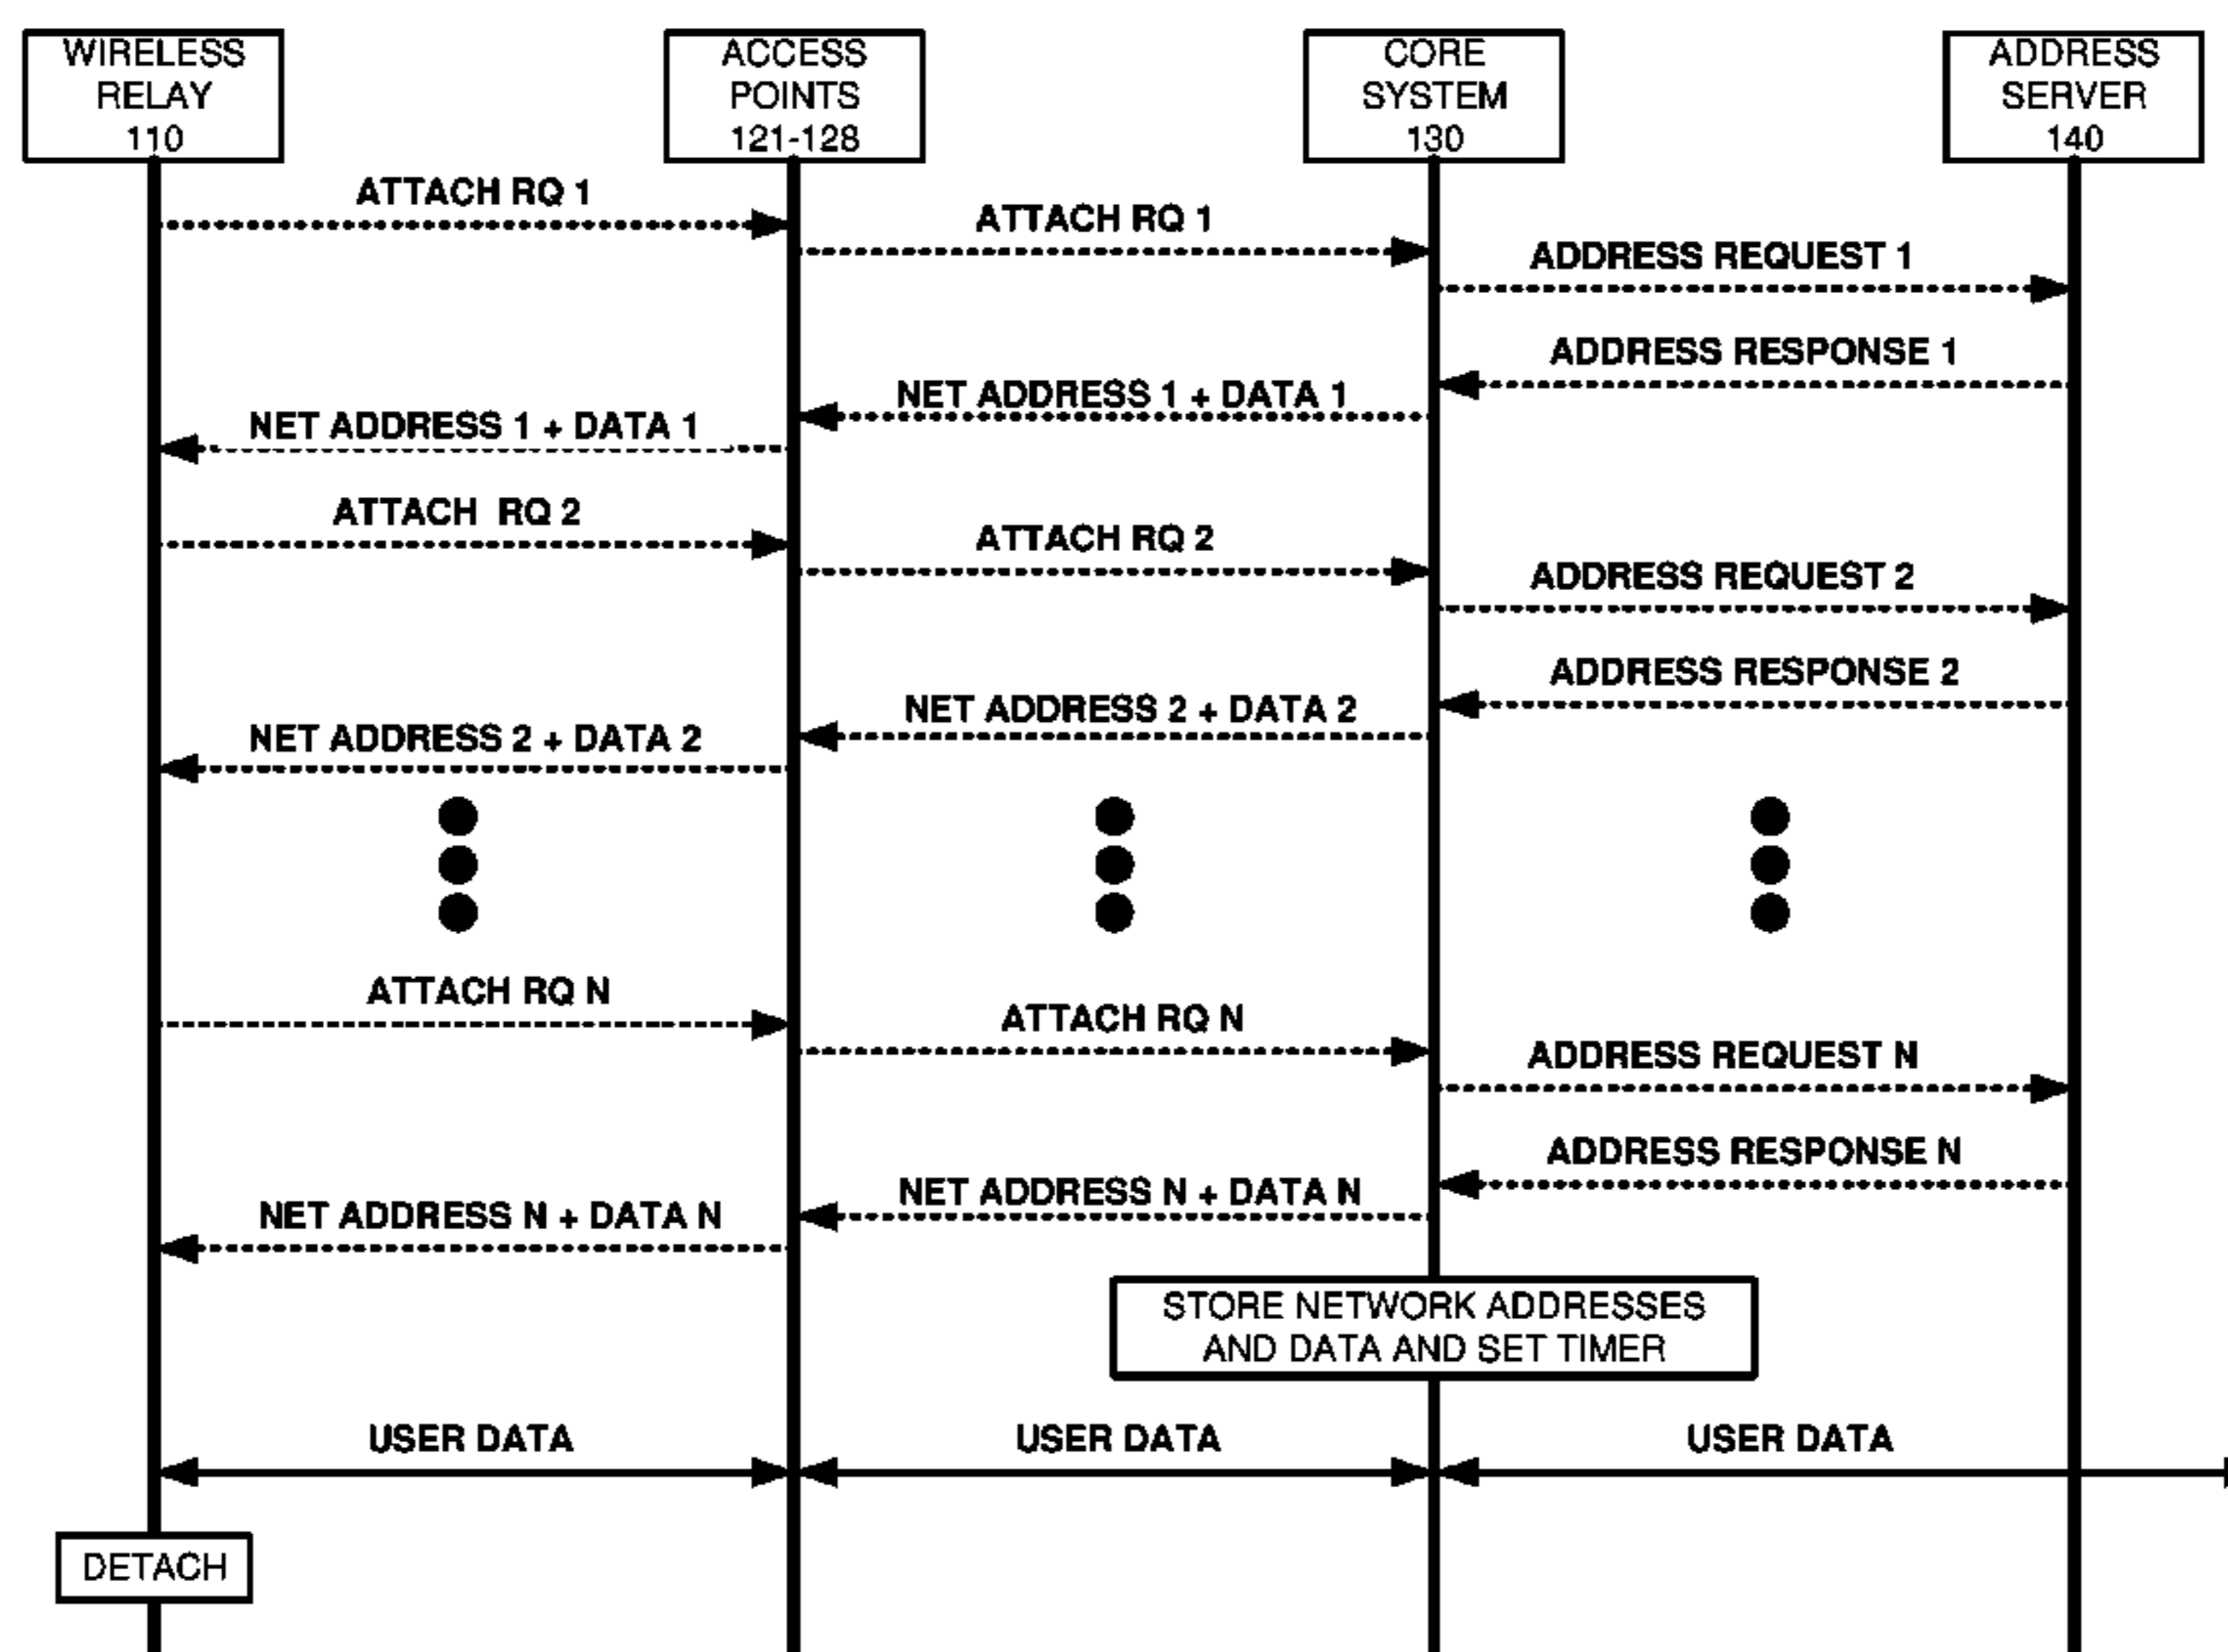 WIRELESS
RELAY
110
ACCESS
POINTS
121-128
CORE
SYSTEM
130
ADDRESS
SERVER
140
ATTACH RQ 1
ATTACH RQ 1
ADDRESS REQUEST 1
ADDRESS RESPONSE 1
NET ADDRESS 1 + DATA 1
NET ADDRESS 1 + DATA 1
ATTACH RQ 2
ATTACH RQ 2
ADDRESS REQUEST 2
ADDRESS RESPONSE 2
NET ADDRESS 2 + DATA 2
NET ADDRESS 2 + DATA 2
ATTACH RQ N
ATTACH RQ N
ADDRESS REQUEST N
ADDRESS RESPONSE N
NET ADDRESS N + DATA N
NET ADDRESS N + DATA N
STORE NETWORK ADDRESSES
AND DATA AND SET TIMER
USER DATA
USER DATA
USER DATA
DETACH